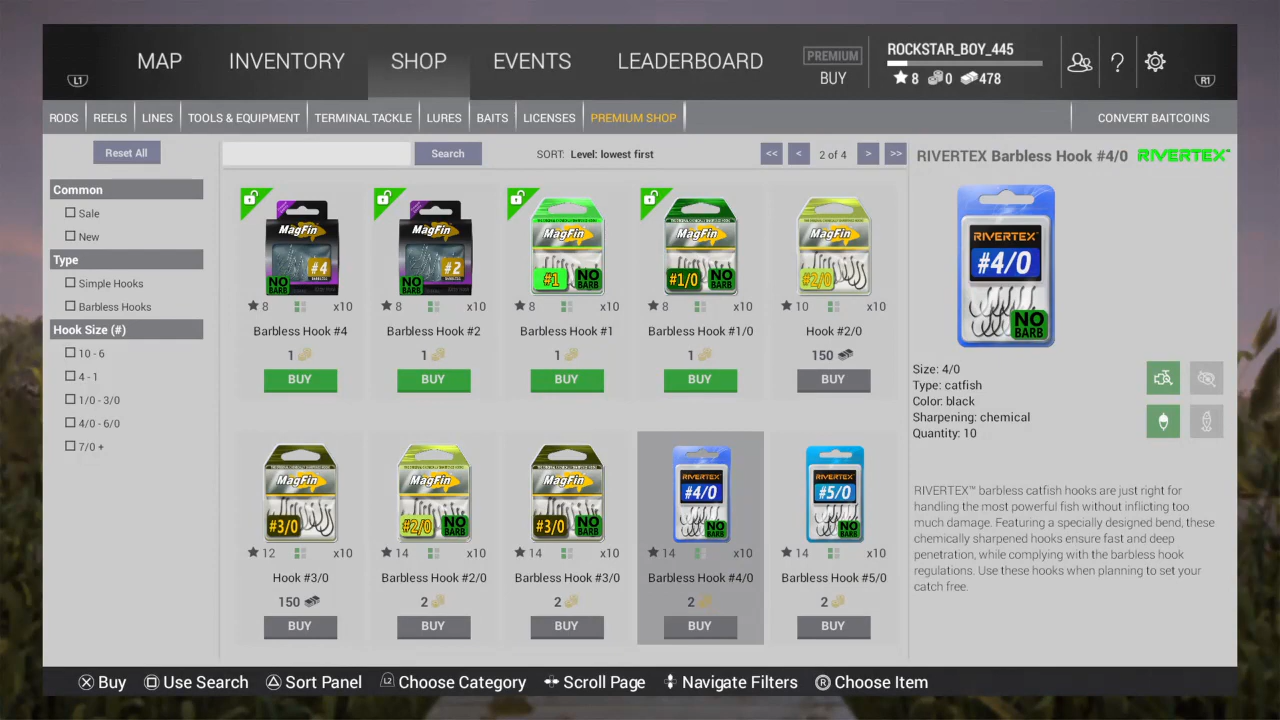 MAP INVENTORY SHOP EVENTS LEADERBOARD PREMIUM BUY ROCKSTAR_BOY_445
L1 8 0 478 ? R1
RODS REELS LINES TOOLS & EQUIPMENT TERMINAL TACKLE LURES BAITS LICENSES PREMIUM SHOP CONVERT BAITCOINS
Reset All Search SORT: Level: lowest first << < 2 of 4 > >> RIVERTEX Barbless Hook #4/0 RIVERTEX™
Common
Sale
New
Type
Simple Hooks
Barbless Hooks
Hook Size (#)
10 - 6
4 - 1
1/0 - 3/0
4/0 - 6/0
7/0 +
MagFin MagFin MagFin MagFin MagFin
#4 #2 #1 #1/0 #2/0
NO BARB NO BARB NO BARB NO BARB
8 x10 8 x10 8 x10 8 x10 10 x10
Barbless Hook #4 Barbless Hook #2 Barbless Hook #1 Barbless Hook #1/0 Hook #2/0
1 1 1 1 150
BUY BUY BUY BUY BUY
MagFin MagFin MagFin RIVERTEX RIVERTEX
#3/0 #2/0 #3/0 #4/0 #5/0
NO BARB NO BARB NO BARB NO BARB
12 x10 14 x10 14 x10 14 x10 14 x10
Hook #3/0 Barbless Hook #2/0 Barbless Hook #3/0 Barbless Hook #4/0 Barbless Hook #5/0
150 2 2 2 2
BUY BUY BUY BUY BUY
RIVERTEX
#4/0
NO BARB
Size: 4/0
Type: catfish
Color: black
Sharpening: chemical
Quantity: 10
RIVERTEX™ barbless catfish hooks are just right for
handling the most powerful fish without inflicting too
much damage. Featuring a specially designed bend, these
chemically sharpened hooks ensure fast and deep
penetration, while complying with the barbless hook
regulations. Use these hooks when planning to set your
catch free.
Buy Use Search Sort Panel L2 Choose Category Scroll Page Navigate Filters R Choose Item